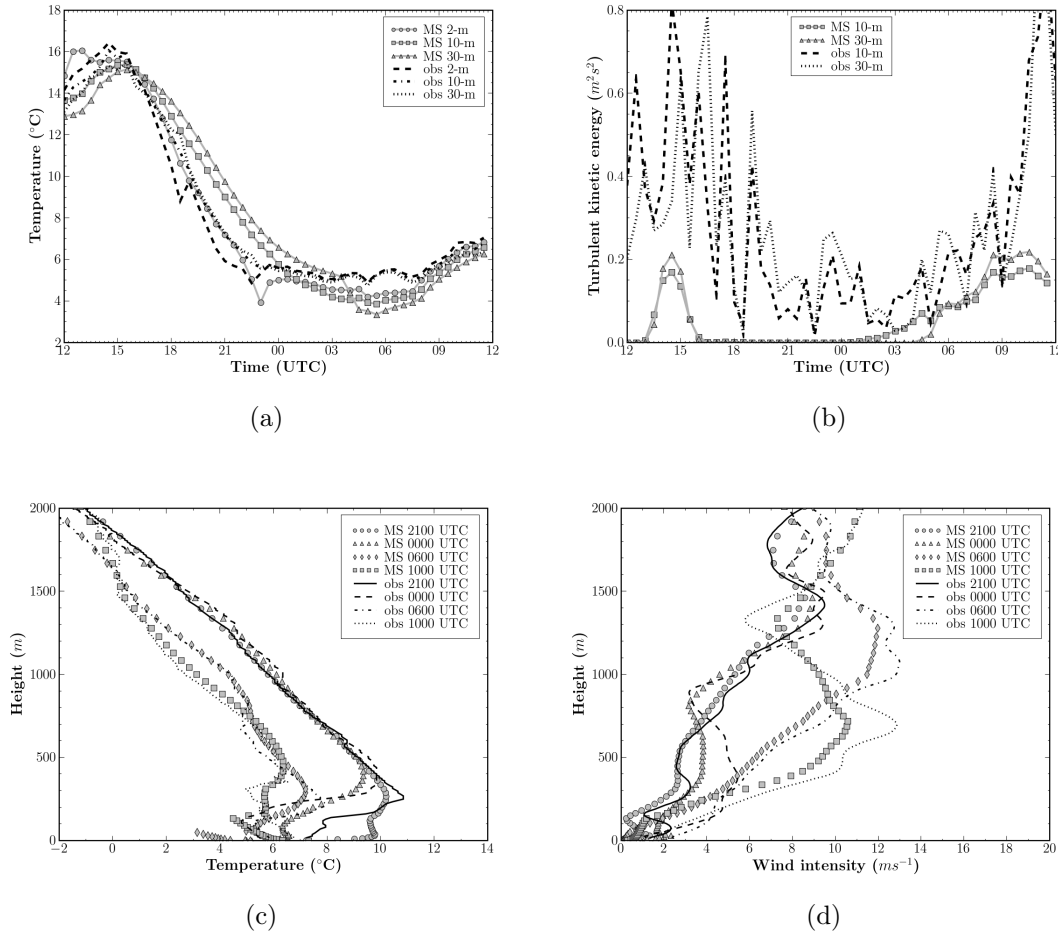 18
16
14
12
10
8
6
4
2
12 15 18 21 00 03 06 09 12
Temperature (°C)
Time (UTC)
MS 2-m
MS 10-m
MS 30-m
obs 2-m
obs 10-m
obs 30-m
(a)
0.8
0.6
0.4
0.2
0.0
12 15 18 21 00 03 06 09 12
Turbulent kinetic energy (m²s²)
Time (UTC)
MS 10-m
MS 30-m
obs 10-m
obs 30-m
(b)
2000
1500
1000
500
0
−2 0 2 4 6 8 10 12 14
Height (m)
Temperature (°C)
MS 2100 UTC
MS 0000 UTC
MS 0600 UTC
MS 1000 UTC
obs 2100 UTC
obs 0000 UTC
obs 0600 UTC
obs 1000 UTC
(c)
2000
1500
1000
500
0
0 2 4 6 8 10 12 14 16 18 20
Height (m)
Wind intensity (ms⁻¹)
MS 2100 UTC
MS 0000 UTC
MS 0600 UTC
MS 1000 UTC
obs 2100 UTC
obs 0000 UTC
obs 0600 UTC
obs 1000 UTC
(d)